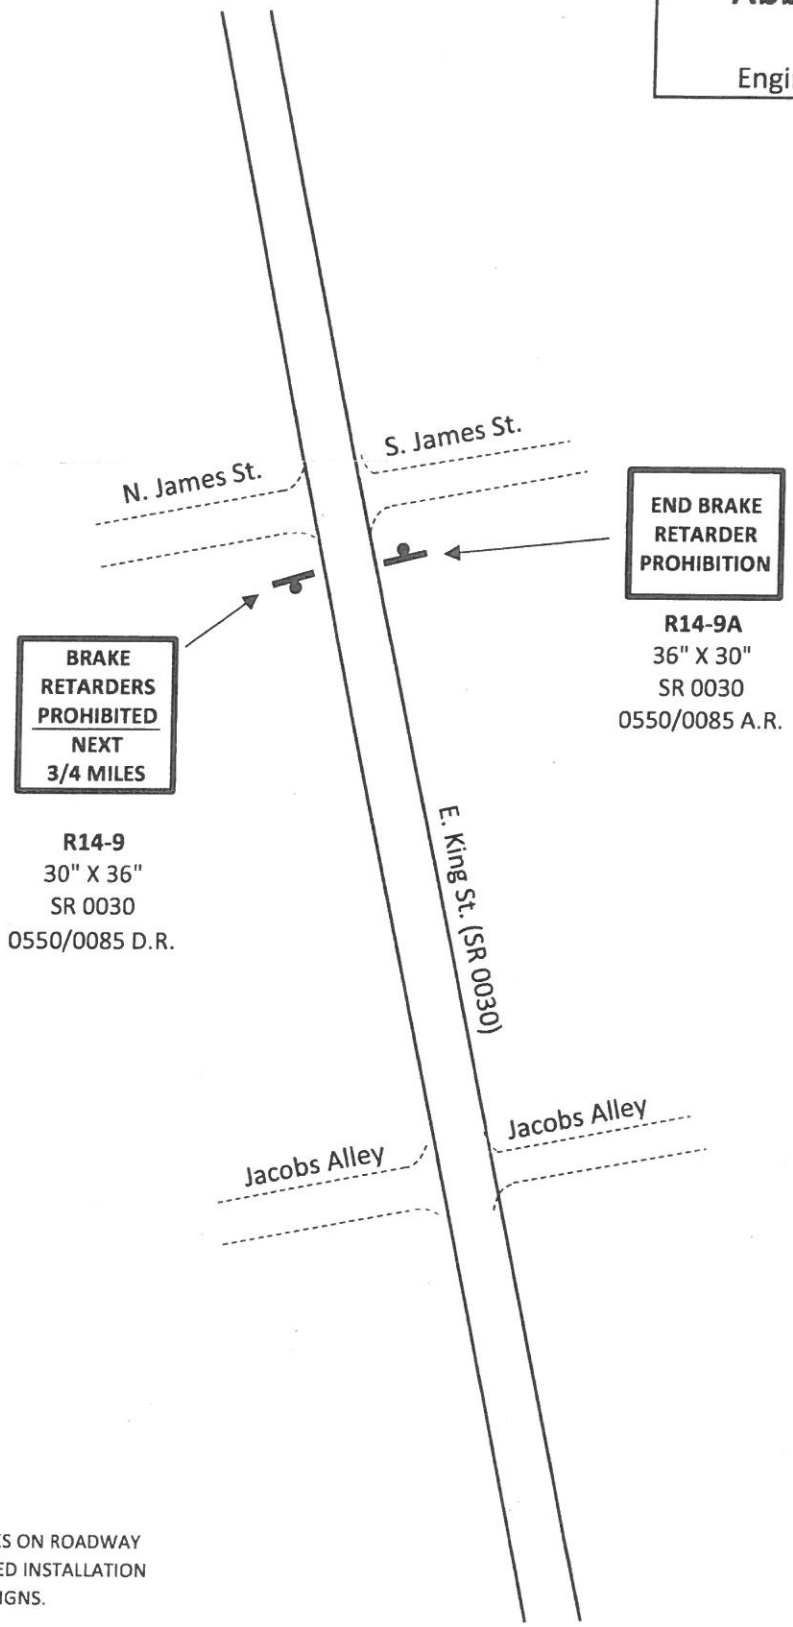 Engi
N. James St.
S. James St.
END BRAKE
RETARDER
PROHIBITION
R14-9A
36" X 30"
SR 0030
0550/0085 A.R.
BRAKE
RETARDERS
PROHIBITED
NEXT
3/4 MILES
R14-9
30" X 36"
SR 0030
0550/0085 D.R.
E. King St. (SR 0030)
Jacobs Alley
Jacobs Alley
S ON ROADWAY
ED INSTALLATION
IGNS.